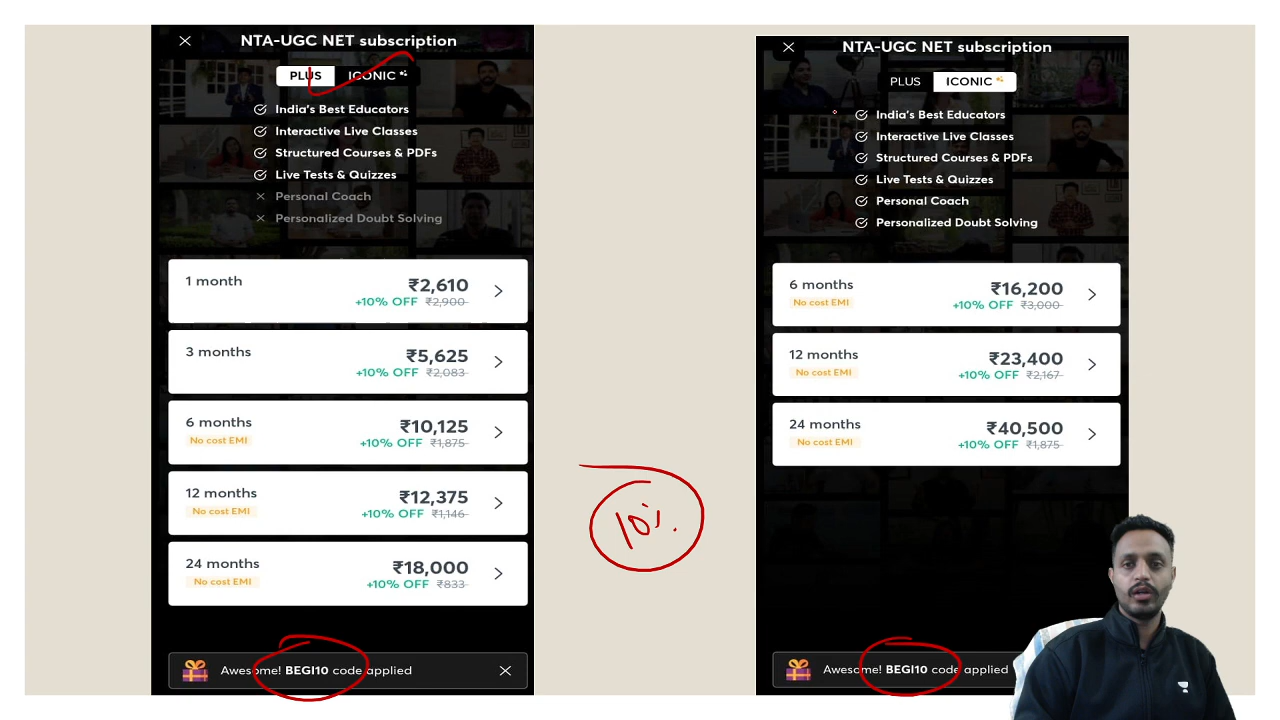 NTA-UGC NET subscription
PLUS ICONIC
India's Best Educators
Interactive Live Classes
Structured Courses & PDFs
Live Tests & Quizzes
Personal Coach
Personalized Doubt Solving
1 month ₹2,610
+10% OFF ₹2,900
3 months ₹5,625
+10% OFF ₹2,083
6 months ₹10,125
No cost EMI +10% OFF ₹1,875
12 months ₹12,375
No cost EMI +10% OFF ₹1,146
24 months ₹18,000
No cost EMI +10% OFF ₹833
Awesome! BEGI10 code applied
10%.
NTA-UGC NET subscription
PLUS ICONIC
India's Best Educators
Interactive Live Classes
Structured Courses & PDFs
Live Tests & Quizzes
Personal Coach
Personalized Doubt Solving
6 months ₹16,200
No cost EMI +10% OFF ₹3,000
12 months ₹23,400
No cost EMI +10% OFF ₹2,167
24 months ₹40,500
No cost EMI +10% OFF ₹1,875
Awesome! BEGI10 code applied